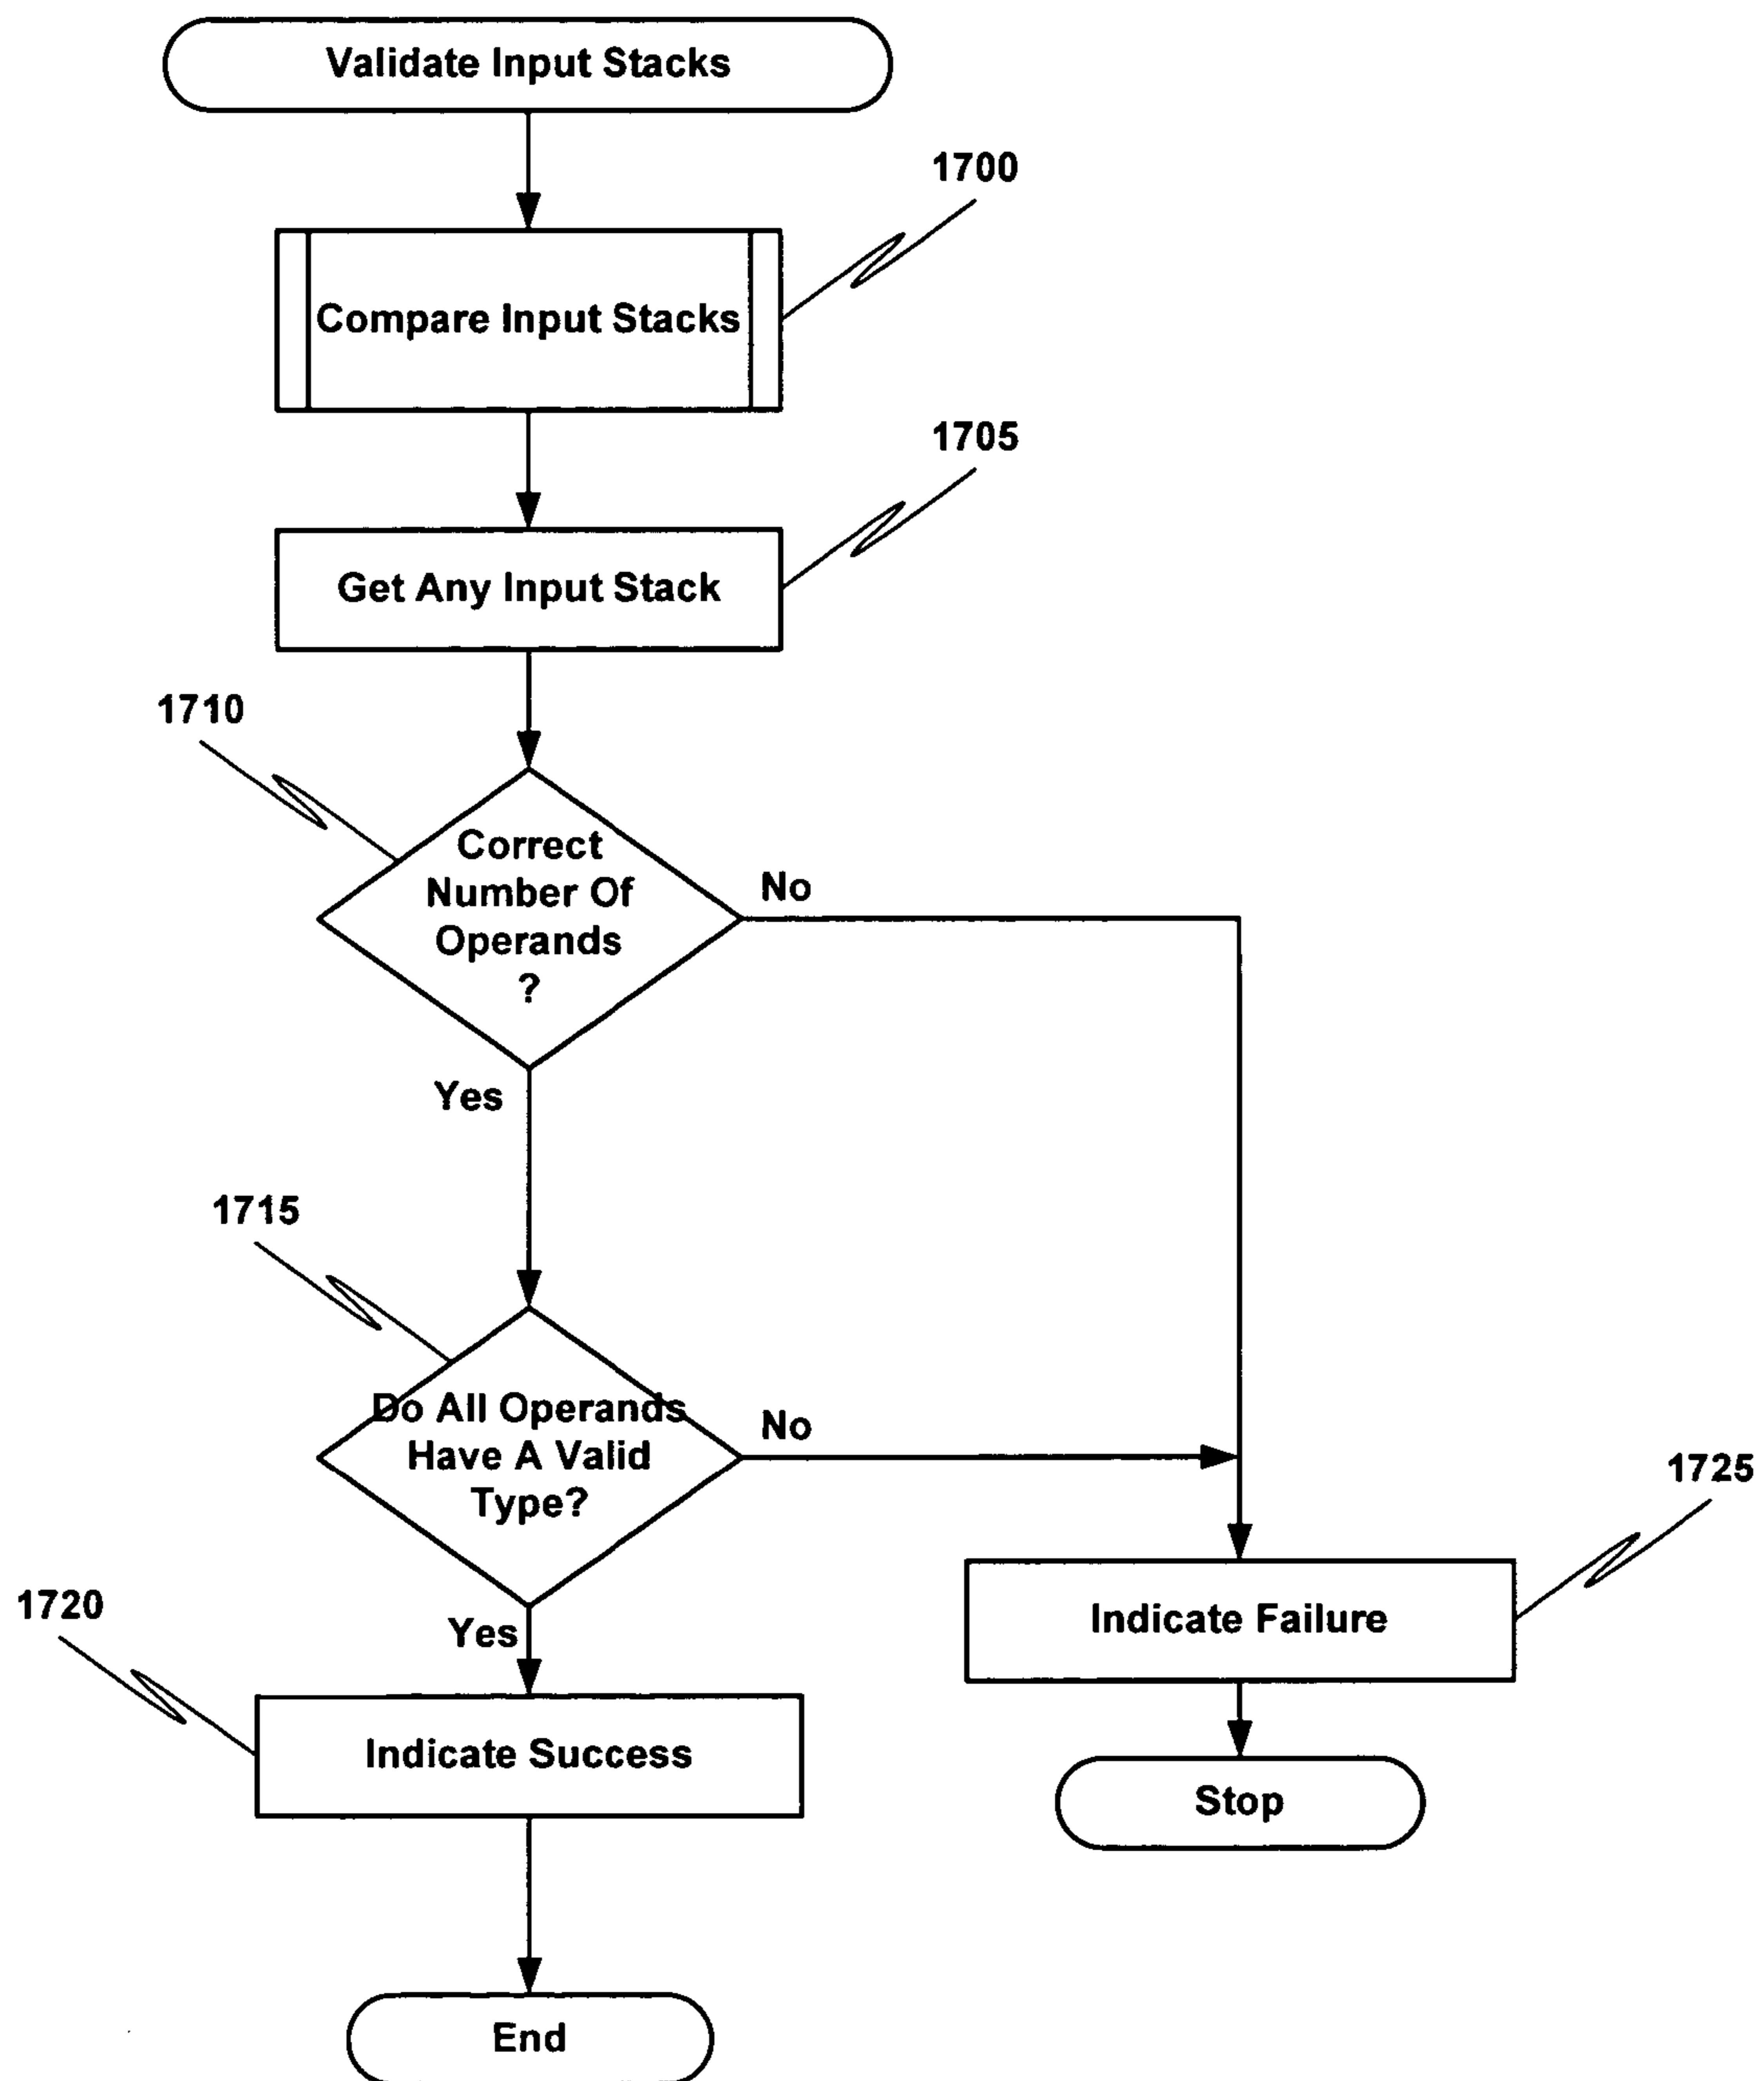 Validate Input Stacks
1700
Compare Input Stacks
1705
Get Any Input Stack
1710
Correct
Number Of
Operands
?
No
Yes
1715
Do All Operands
Have A Valid
Type?
No
1725
Indicate Failure
1720
Yes
Indicate Success
Stop
End